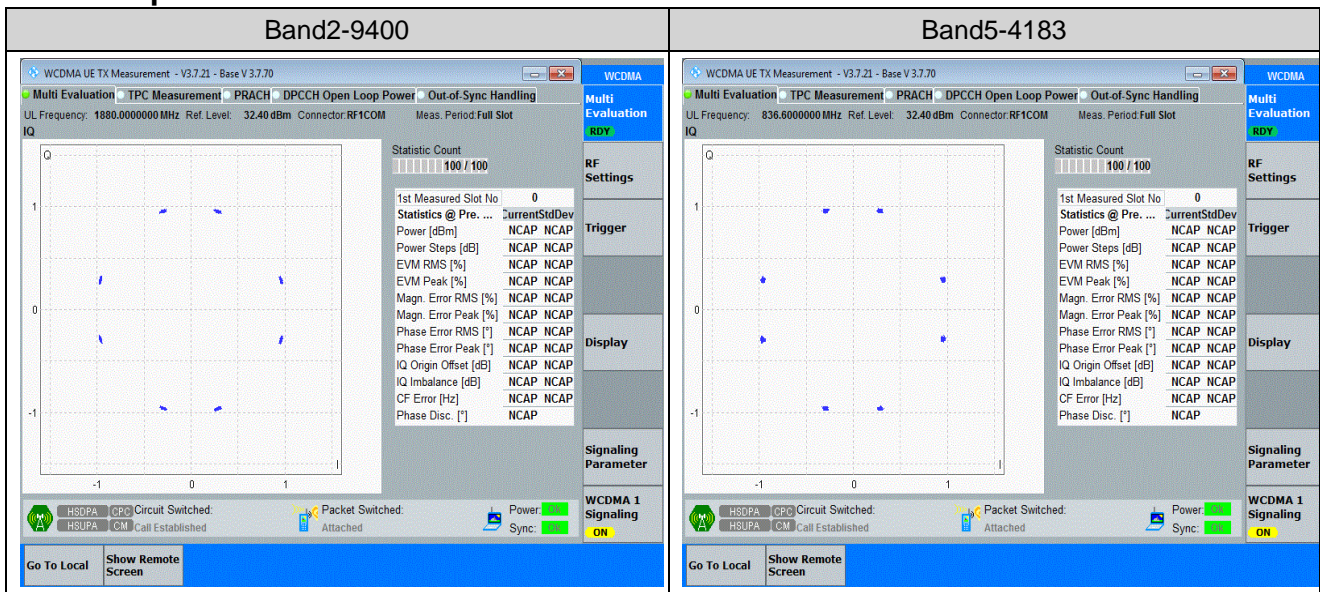 Band2-9400
WCDMA UE TX Measurement - V3.7.21 - Base V 3.7.70
WCDMA
Multi Evaluation TPC Measurement PRACH DPCCH Open Loop Power Out-of-Sync Handling
Multi Evaluation
RDY
UL Frequency: 1880.0000000 MHz Ref. Level: 32.40 dBm Connector:RF1COM Meas. Period:Full Slot
IQ
Q
1
0
-1
-1 0 1
I
Statistic Count
100 / 100
1st Measured Slot No 0
Statistics @ Pre. ... CurrentStdDev
Power [dBm] NCAP NCAP
Power Steps [dB] NCAP NCAP
EVM RMS [%] NCAP NCAP
EVM Peak [%] NCAP NCAP
Magn. Error RMS [%] NCAP NCAP
Magn. Error Peak [%] NCAP NCAP
Phase Error RMS [°] NCAP NCAP
Phase Error Peak [°] NCAP NCAP
IQ Origin Offset [dB] NCAP NCAP
IQ Imbalance [dB] NCAP NCAP
CF Error [Hz] NCAP NCAP
Phase Disc. [°] NCAP
RF Settings
Trigger
Display
Signaling Parameter
WCDMA 1 Signaling
ON
HSDPA CPC Circuit Switched: Packet Switched: Power: OK
HSUPA CM Call Established Attached Sync: OK
Go To Local Show Remote Screen
Band5-4183
WCDMA UE TX Measurement - V3.7.21 - Base V 3.7.70
WCDMA
Multi Evaluation TPC Measurement PRACH DPCCH Open Loop Power Out-of-Sync Handling
Multi Evaluation
RDY
UL Frequency: 836.6000000 MHz Ref. Level: 32.40 dBm Connector:RF1COM Meas. Period:Full Slot
IQ
Q
1
0
-1
-1 0 1
I
Statistic Count
100 / 100
1st Measured Slot No 0
Statistics @ Pre. ... CurrentStdDev
Power [dBm] NCAP NCAP
Power Steps [dB] NCAP NCAP
EVM RMS [%] NCAP NCAP
EVM Peak [%] NCAP NCAP
Magn. Error RMS [%] NCAP NCAP
Magn. Error Peak [%] NCAP NCAP
Phase Error RMS [°] NCAP NCAP
Phase Error Peak [°] NCAP NCAP
IQ Origin Offset [dB] NCAP NCAP
IQ Imbalance [dB] NCAP NCAP
CF Error [Hz] NCAP NCAP
Phase Disc. [°] NCAP
RF Settings
Trigger
Display
Signaling Parameter
WCDMA 1 Signaling
ON
HSDPA CPC Circuit Switched: Packet Switched: Power: OK
HSUPA CM Call Established Attached Sync: OK
Go To Local Show Remote Screen